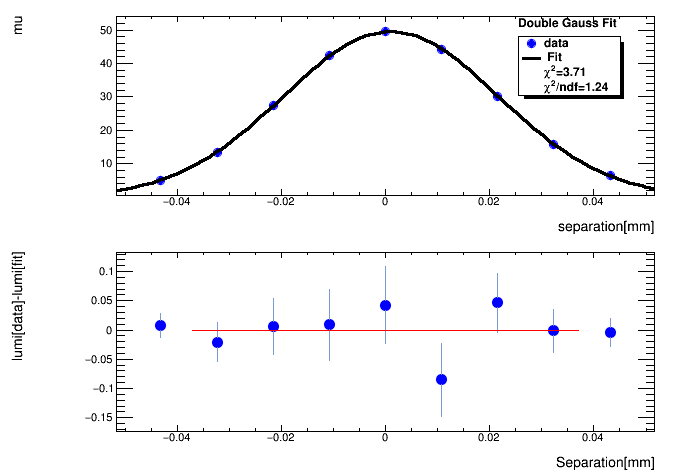 Double Gauss Fit
mu
50
40
30
20
10
data
Fit
χ²=3.71
χ²/ndf=1.24
−0.04 −0.02 0 0.02 0.04
separation[mm]
lumi[data]-lumi[fit]
0.1
0.05
0
−0.05
−0.1
−0.15
−0.04 −0.02 0 0.02 0.04
Separation[mm]